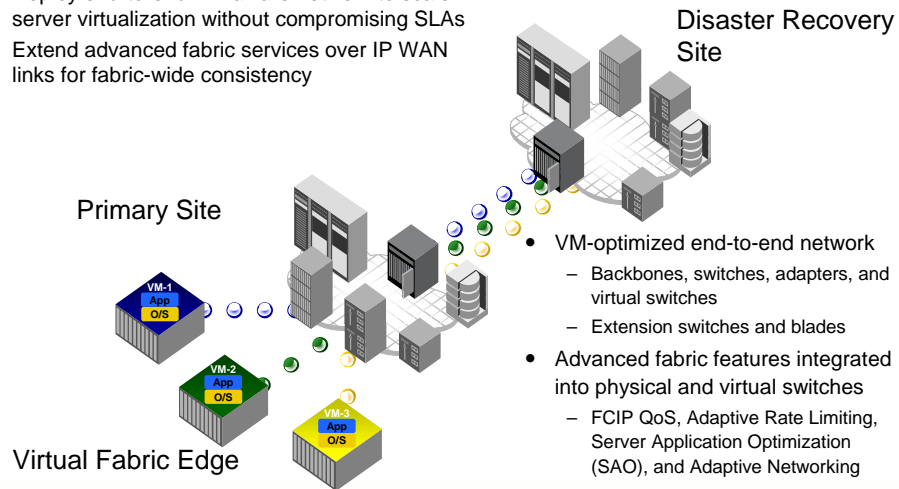 server virtualization without compromising SLAs
Extend advanced fabric services over IP WAN
links for fabric-wide consistency
Disaster Recovery
Site
Primary Site
VM-1
App
O/S
VM-2
App
O/S
VM-3
App
O/S
Virtual Fabric Edge
• VM-optimized end-to-end network
– Backbones, switches, adapters, and
virtual switches
– Extension switches and blades
• Advanced fabric features integrated
into physical and virtual switches
– FCIP QoS, Adaptive Rate Limiting,
Server Application Optimization
(SAO), and Adaptive Networking